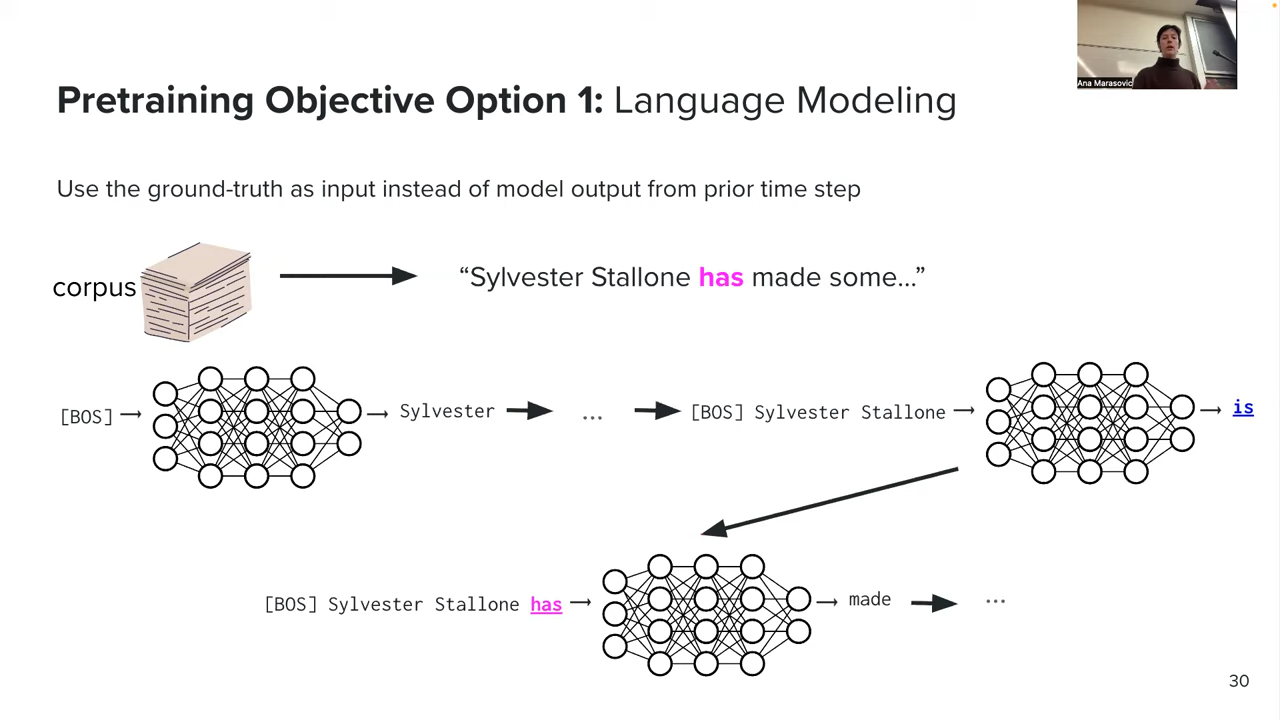 Ana Marasovic
Pretraining Objective Option 1: Language Modeling
Use the ground-truth as input instead of model output from prior time step
corpus
“Sylvester Stallone has made some...”
[BOS]
Sylvester
...
[BOS] Sylvester Stallone
is
[BOS] Sylvester Stallone has
made
...
30